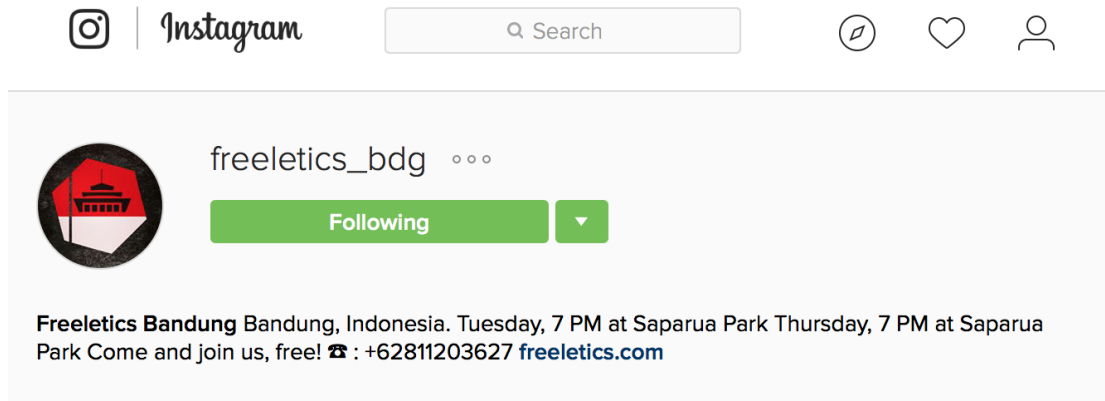 Instagram
Search
freeletics_bdg
Following
Freeletics Bandung Bandung, Indonesia. Tuesday, 7 PM at Saparua Park Thursday, 7 PM at Saparua
Park Come and join us, free! ☎ : +62811203627 freeletics.com